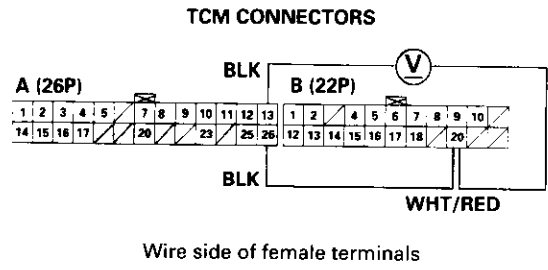 TCM CONNECTORS
BLK
V
A (26P)
B (22P)
1 2 3 4 5 7 8 9 10 11 12 13
14 15 16 17 20 23 25 26
1 2 4 5 6 7 8 9 10
12 13 14 15 16 17 18 20
BLK
WHT/RED
Wire side of female terminals